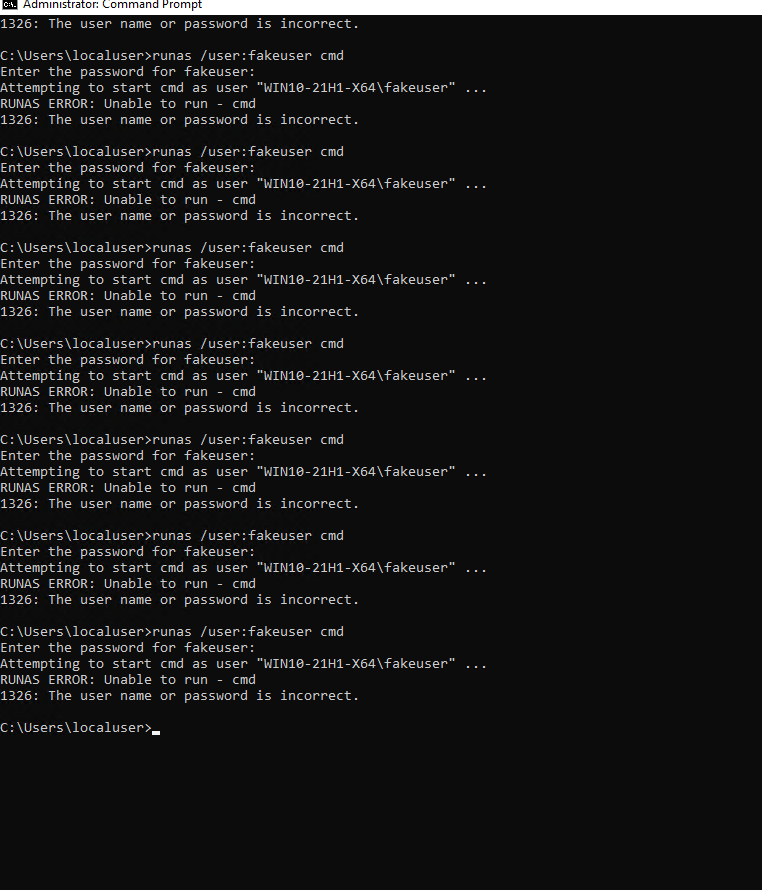 Administrator: Command Prompt
1326: The user name or password is incorrect.
C:\Users\localuser>runas /user:fakeuser cmd
Enter the password for fakeuser:
Attempting to start cmd as user "WIN10-21H1-X64\fakeuser" ...
RUNAS ERROR: Unable to run - cmd
1326: The user name or password is incorrect.
C:\Users\localuser>runas /user:fakeuser cmd
Enter the password for fakeuser:
Attempting to start cmd as user "WIN10-21H1-X64\fakeuser" ...
RUNAS ERROR: Unable to run - cmd
1326: The user name or password is incorrect.
C:\Users\localuser>runas /user:fakeuser cmd
Enter the password for fakeuser:
Attempting to start cmd as user "WIN10-21H1-X64\fakeuser" ...
RUNAS ERROR: Unable to run - cmd
1326: The user name or password is incorrect.
C:\Users\localuser>runas /user:fakeuser cmd
Enter the password for fakeuser:
Attempting to start cmd as user "WIN10-21H1-X64\fakeuser" ...
RUNAS ERROR: Unable to run - cmd
1326: The user name or password is incorrect.
C:\Users\localuser>runas /user:fakeuser cmd
Enter the password for fakeuser:
Attempting to start cmd as user "WIN10-21H1-X64\fakeuser" ...
RUNAS ERROR: Unable to run - cmd
1326: The user name or password is incorrect.
C:\Users\localuser>runas /user:fakeuser cmd
Enter the password for fakeuser:
Attempting to start cmd as user "WIN10-21H1-X64\fakeuser" ...
RUNAS ERROR: Unable to run - cmd
1326: The user name or password is incorrect.
C:\Users\localuser>runas /user:fakeuser cmd
Enter the password for fakeuser:
Attempting to start cmd as user "WIN10-21H1-X64\fakeuser" ...
RUNAS ERROR: Unable to run - cmd
1326: The user name or password is incorrect.
C:\Users\localuser>